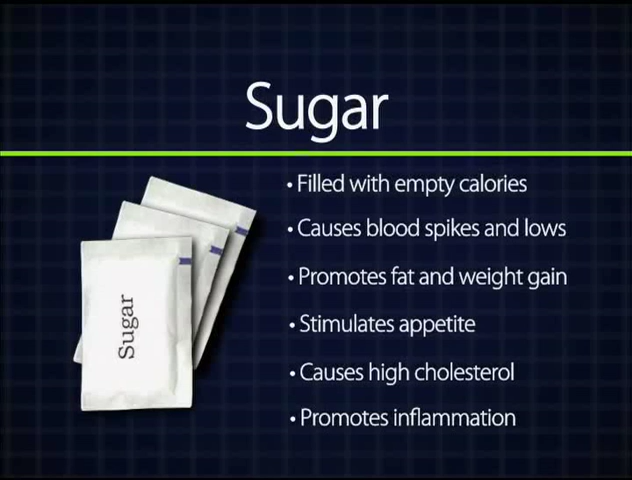 Sugar
• Filled with empty calories
• Causes blood spikes and lows
• Promotes fat and weight gain
• Stimulates appetite
• Causes high cholesterol
• Promotes inflammation
Sugar